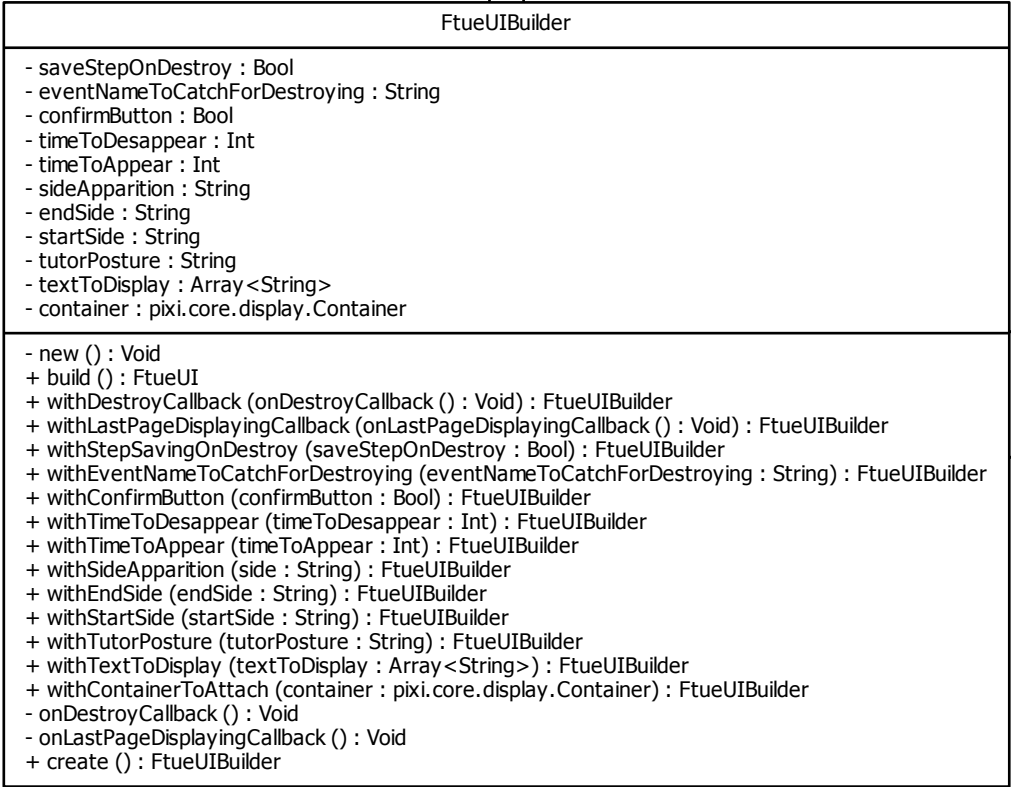 FtueUIBuilder
- saveStepOnDestroy : Bool
- eventNameToCatchForDestroying : String
- confirmButton : Bool
- timeToDesappear : Int
- timeToAppear : Int
- sideApparition : String
- endSide : String
- startSide : String
- tutorPosture : String
- textToDisplay : Array<String>
- container : pixi.core.display.Container
- new () : Void
+ build () : FtueUI
+ withDestroyCallback (onDestroyCallback () : Void) : FtueUIBuilder
+ withLastPageDisplayingCallback (onLastPageDisplayingCallback () : Void) : FtueUIBuilder
+ withStepSavingOnDestroy (saveStepOnDestroy : Bool) : FtueUIBuilder
+ withEventNameToCatchForDestroying (eventNameToCatchForDestroying : String) : FtueUIBuilder
+ withConfirmButton (confirmButton : Bool) : FtueUIBuilder
+ withTimeToDesappear (timeToDesappear : Int) : FtueUIBuilder
+ withTimeToAppear (timeToAppear : Int) : FtueUIBuilder
+ withSideApparition (side : String) : FtueUIBuilder
+ withEndSide (endSide : String) : FtueUIBuilder
+ withStartSide (startSide : String) : FtueUIBuilder
+ withTutorPosture (tutorPosture : String) : FtueUIBuilder
+ withTextToDisplay (textToDisplay : Array<String>) : FtueUIBuilder
+ withContainerToAttach (container : pixi.core.display.Container) : FtueUIBuilder
- onDestroyCallback () : Void
- onLastPageDisplayingCallback () : Void
+ create () : FtueUIBuilder